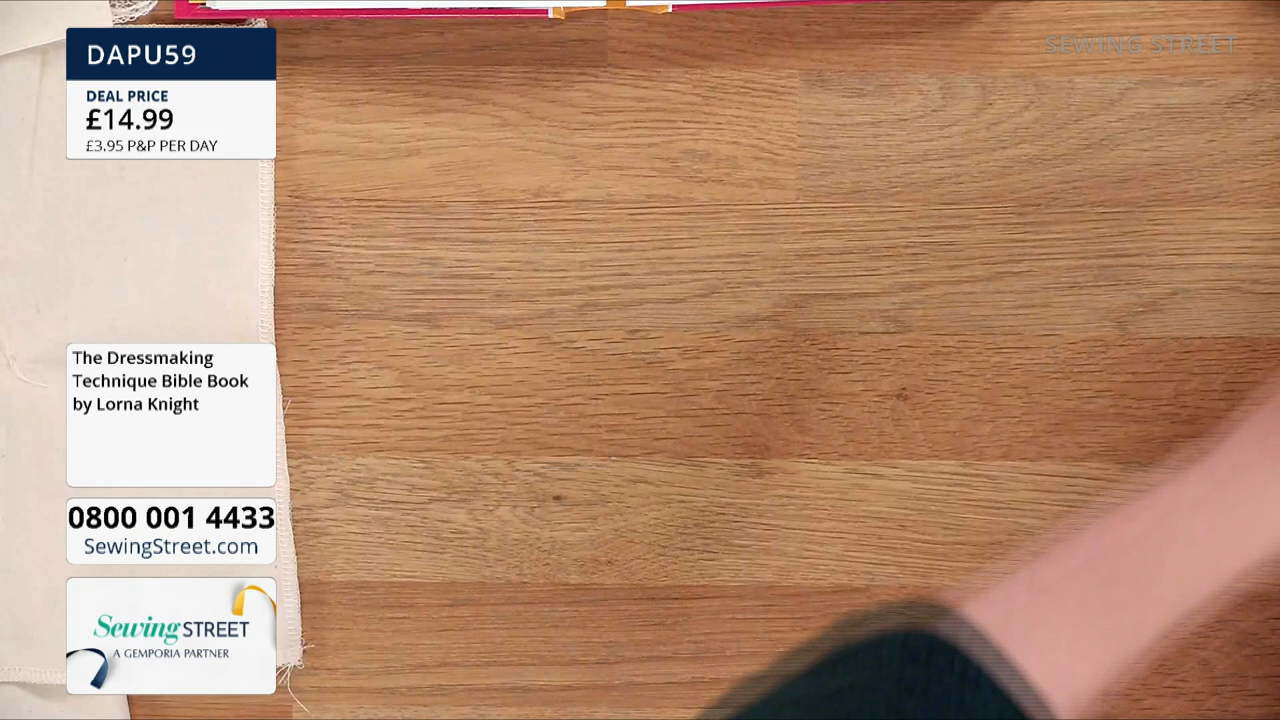 DAPU59
DEAL PRICE
£14.99
£3.95 P&P PER DAY
SEWING STREET
The Dressmaking
Technique Bible Book
by Lorna Knight
0800 001 4433
SewingStreet.com
Sewing STREET
A GEMPORIA PARTNER